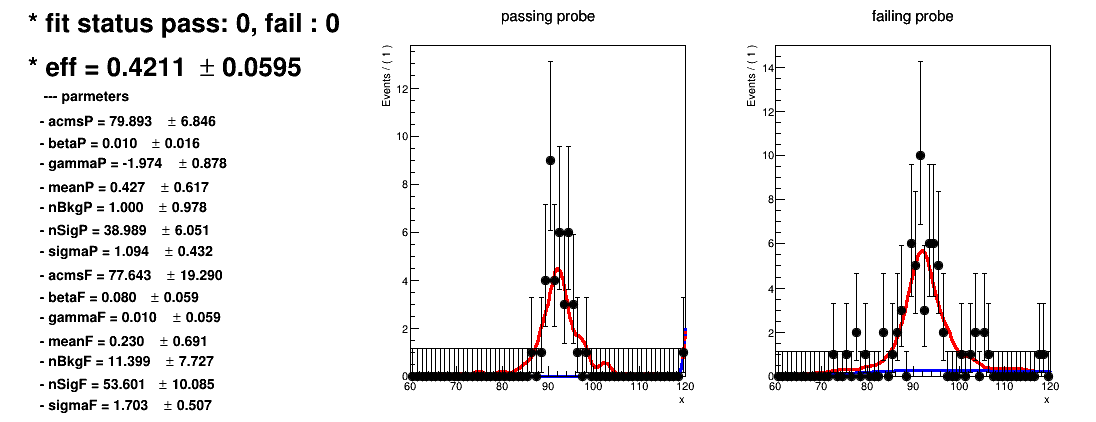 * fit status pass: 0, fail : 0
* eff = 0.4211 ± 0.0595
--- parmeters
- acmsP = 79.893 ± 6.846
- betaP = 0.010 ± 0.016
- gammaP = -1.974 ± 0.878
- meanP = 0.427 ± 0.617
- nBkgP = 1.000 ± 0.978
- nSigP = 38.989 ± 6.051
- sigmaP = 1.094 ± 0.432
- acmsF = 77.643 ± 19.290
- betaF = 0.080 ± 0.059
- gammaF = 0.010 ± 0.059
- meanF = 0.230 ± 0.691
- nBkgF = 11.399 ± 7.727
- nSigF = 53.601 ± 10.085
- sigmaF = 1.703 ± 0.507
passing probe
Events / ( 1 )
12
10
8
6
4
2
0
60 70 80 90 100 110 120
x
failing probe
Events / ( 1 )
14
12
10
8
6
4
2
0
60 70 80 90 100 110 120
x